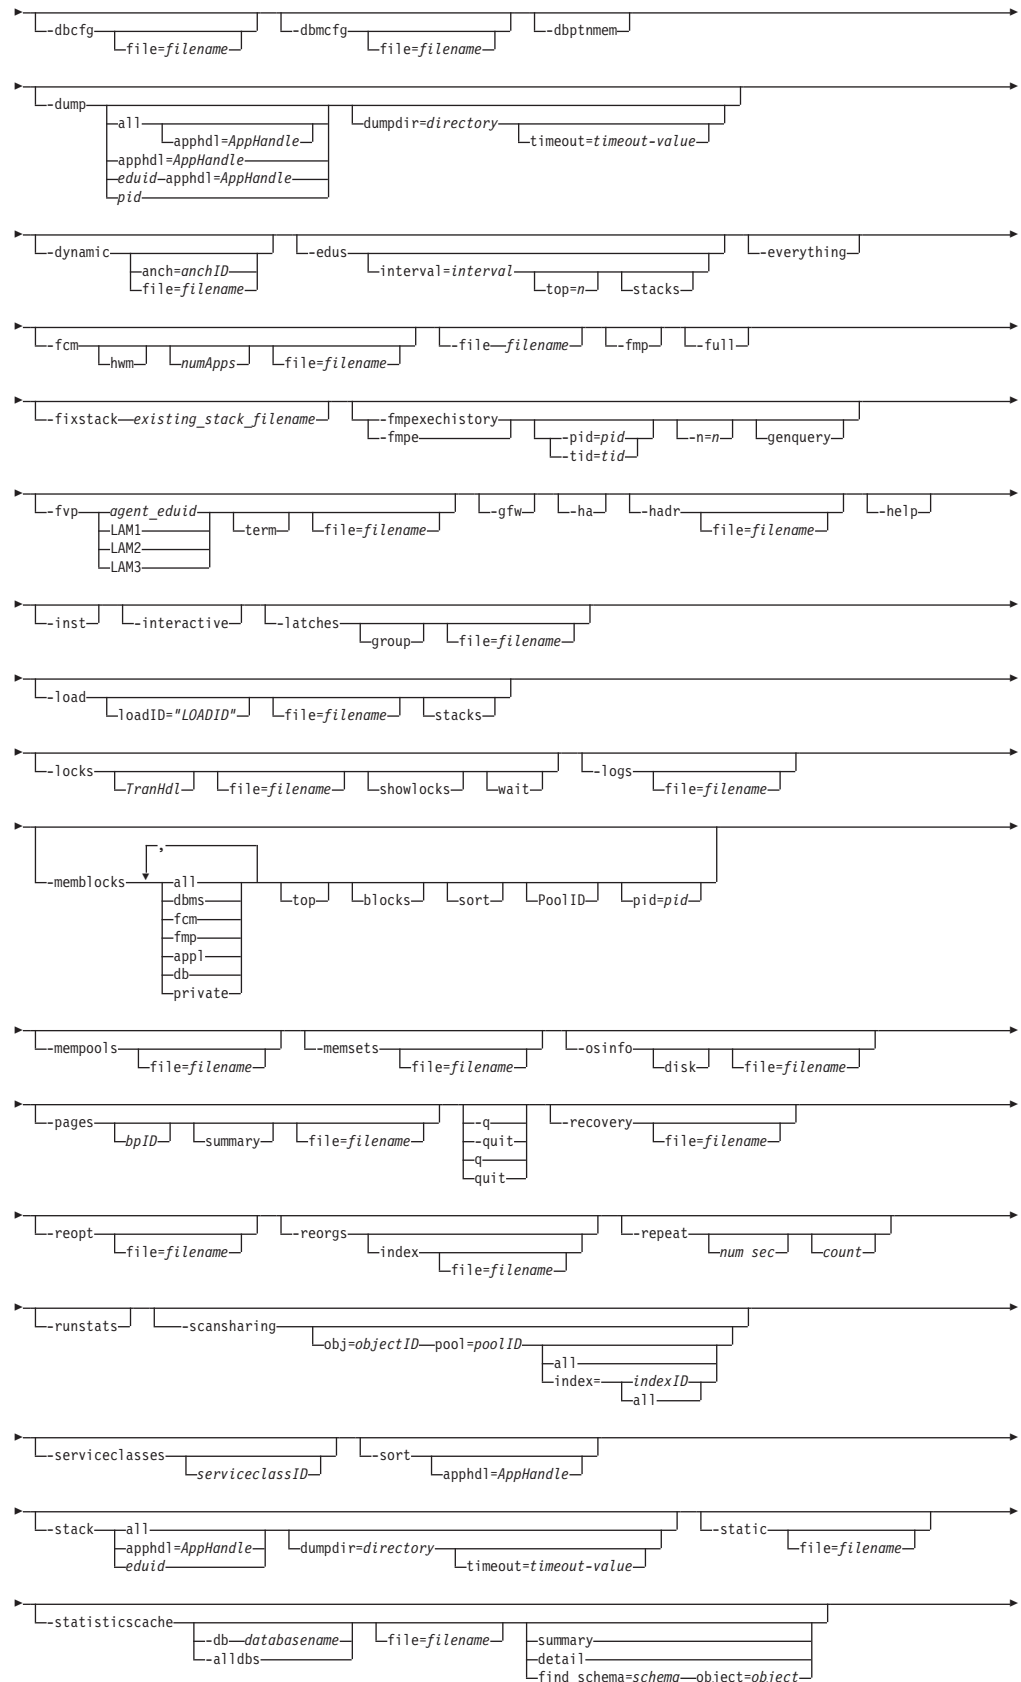 -dbcfg -dbmcfg -dbptnmem
file=filename file=filename
-dump
all dumpdir=directory
apphdl=AppHandle timeout=timeout-value
apphdl=AppHandle
eduid apphdl=AppHandle
pid
-dynamic -edus -everything
anch=anchID interval=interval
file=filename top=n stacks
-fcm -file filename -fmp -full
hwm numApps file=filename
-fixstack existing_stack_filename -fmpexechistory
-fmpe -pid=pid -n=n genquery
-tid=tid
-fvp agent_eduid -gfw -ha -hadr -help
LAM1 term file=filename file=filename
LAM2
LAM3
-inst -interactive -latches
group file=filename
-load
loadID="LOADID" file=filename stacks
-locks -logs
TranHdl file=filename showlocks wait file=filename
,
-memblocks all
dbms top blocks sort PoolID pid=pid
fcm
fmp
appl
db
private
-mempools -memsets -osinfo
file=filename file=filename disk file=filename
-pages -q -recovery
bpID summary file=filename -quit file=filename
q
quit
-reopt -reorgs -repeat
file=filename index num sec count
file=filename
-runstats -scansharing
obj=objectID pool=poolID
all
index= indexID
all
-serviceclasses -sort
serviceclassID apphdl=AppHandle
-stack all -static
apphdl=AppHandle dumpdir=directory file=filename
eduid timeout=timeout-value
-statisticscache
-db databasename file=filename summary
-alldbs detail
find schema=schema object=object